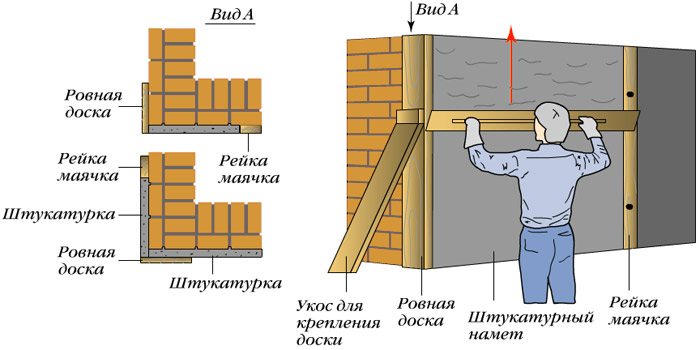 Вид А
Ровная
доска
Рейка
маячка
Рейка
маячка
Штукатурка
Ровная
доска
Штукатурка
Вид А
Укос для
крепления
доски
Ровная
доска
Штукатурный
намет
Рейка
маячка